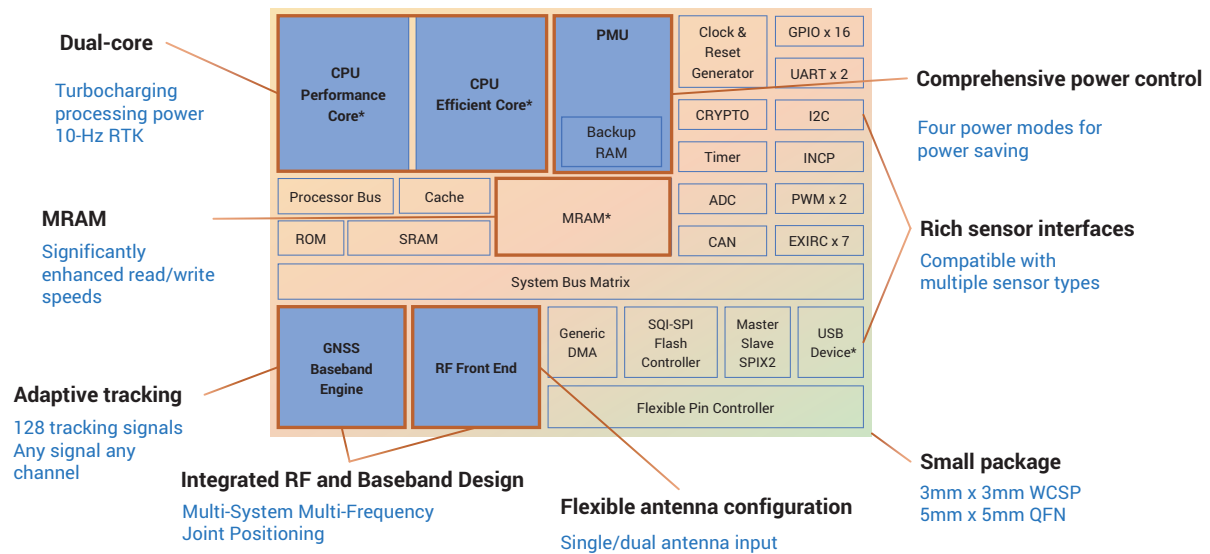 Dual-core
Turbocharging
processing power
10-Hz RTK
MRAM
Significantly
enhanced read/write
speeds
Adaptive tracking
128 tracking signals
Any signal any
channel
CPU
Performance
Core*
CPU
Efficient Core*
PMU
Backup
RAM
Clock &
Reset
Generator
GPIO x 16
UART x 2
CRYPTO
I2C
Timer
INCP
ADC
PWM x 2
CAN
EXIRC x 7
Processor Bus
Cache
MRAM*
ROM
SRAM
System Bus Matrix
GNSS
Baseband
Engine
RF Front End
Generic
DMA
SQI-SPI
Flash
Controller
Master
Slave
SPIX2
USB
Device*
Flexible Pin Controller
Comprehensive power control
Four power modes for
power saving
Rich sensor interfaces
Compatible with
multiple sensor types
Integrated RF and Baseband Design
Multi-System Multi-Frequency
Joint Positioning
Flexible antenna configuration
Single/dual antenna input
Small package
3mm x 3mm WCSP
5mm x 5mm QFN